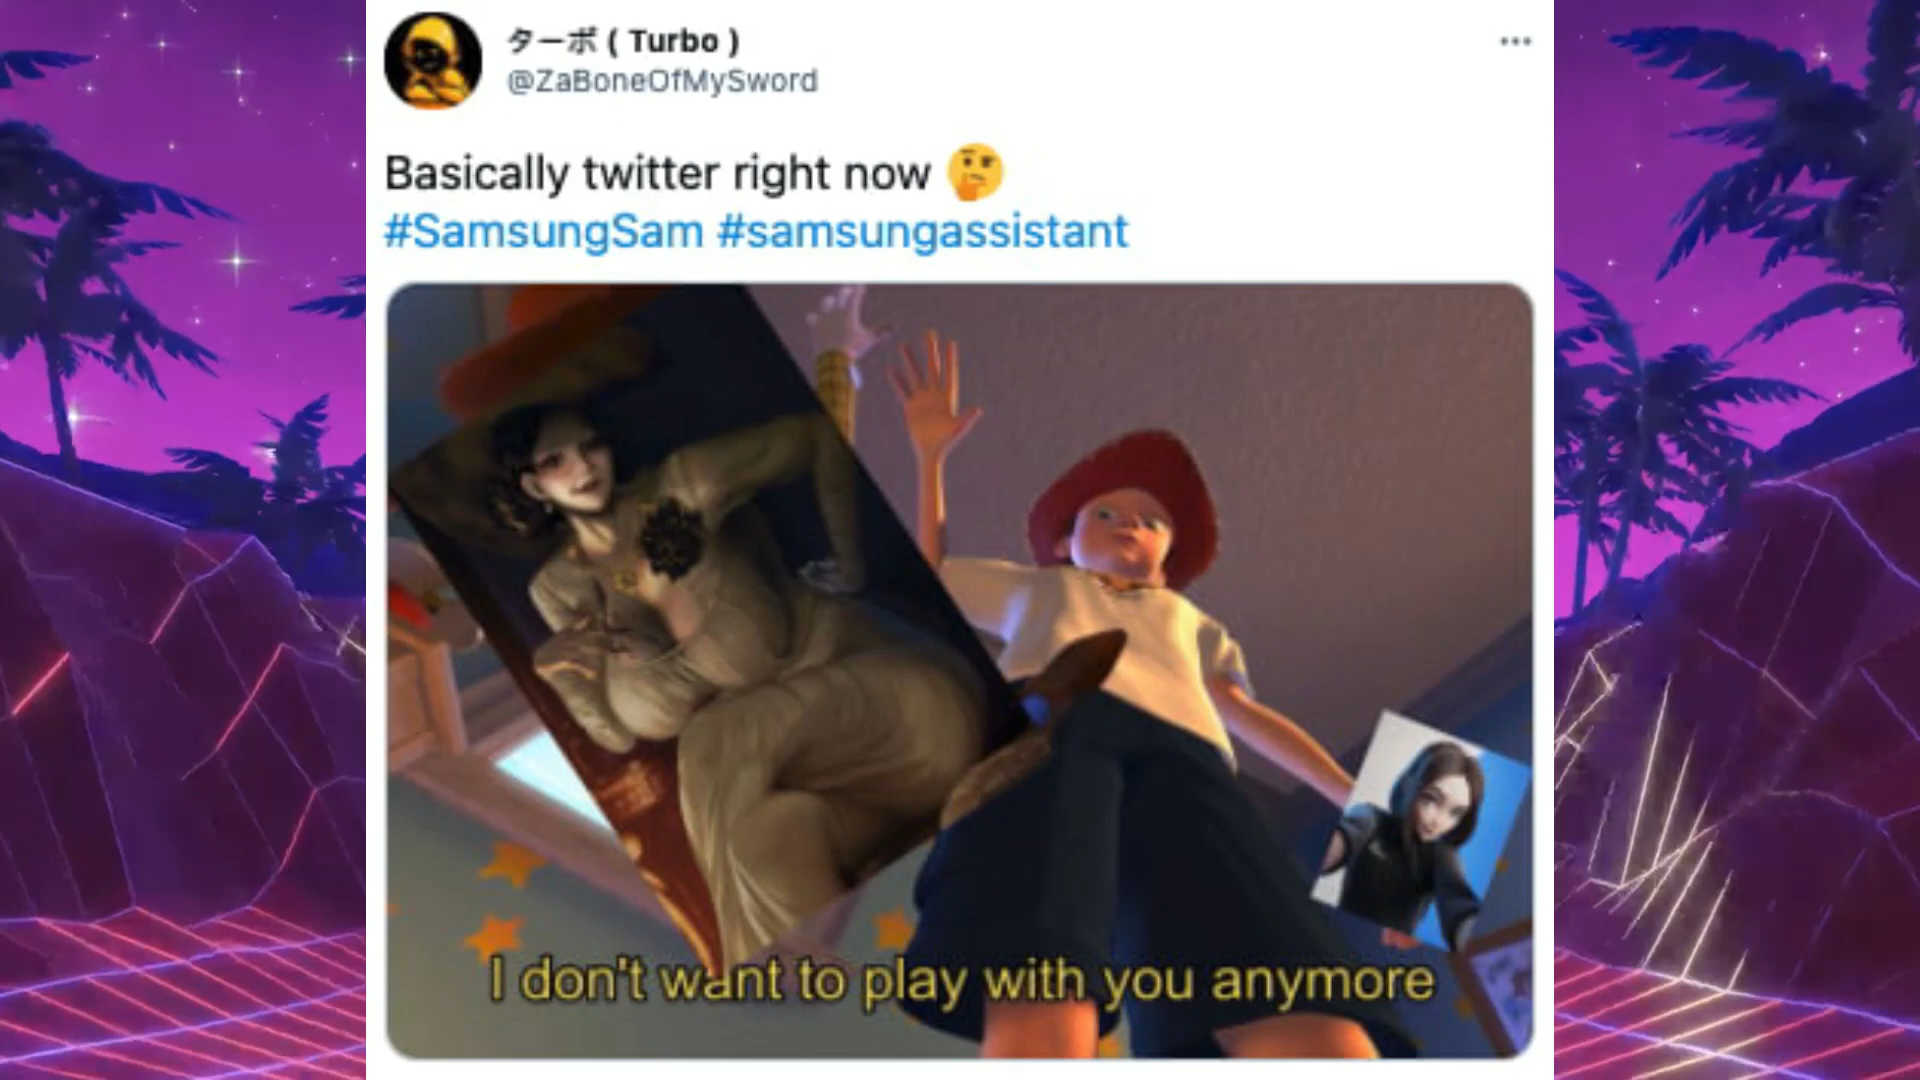 ターボ ( Turbo )
@ZaBoneOfMySword
Basically twitter right now 🤔
#SamsungSam #samsungassistant
I don't want to play with you anymore